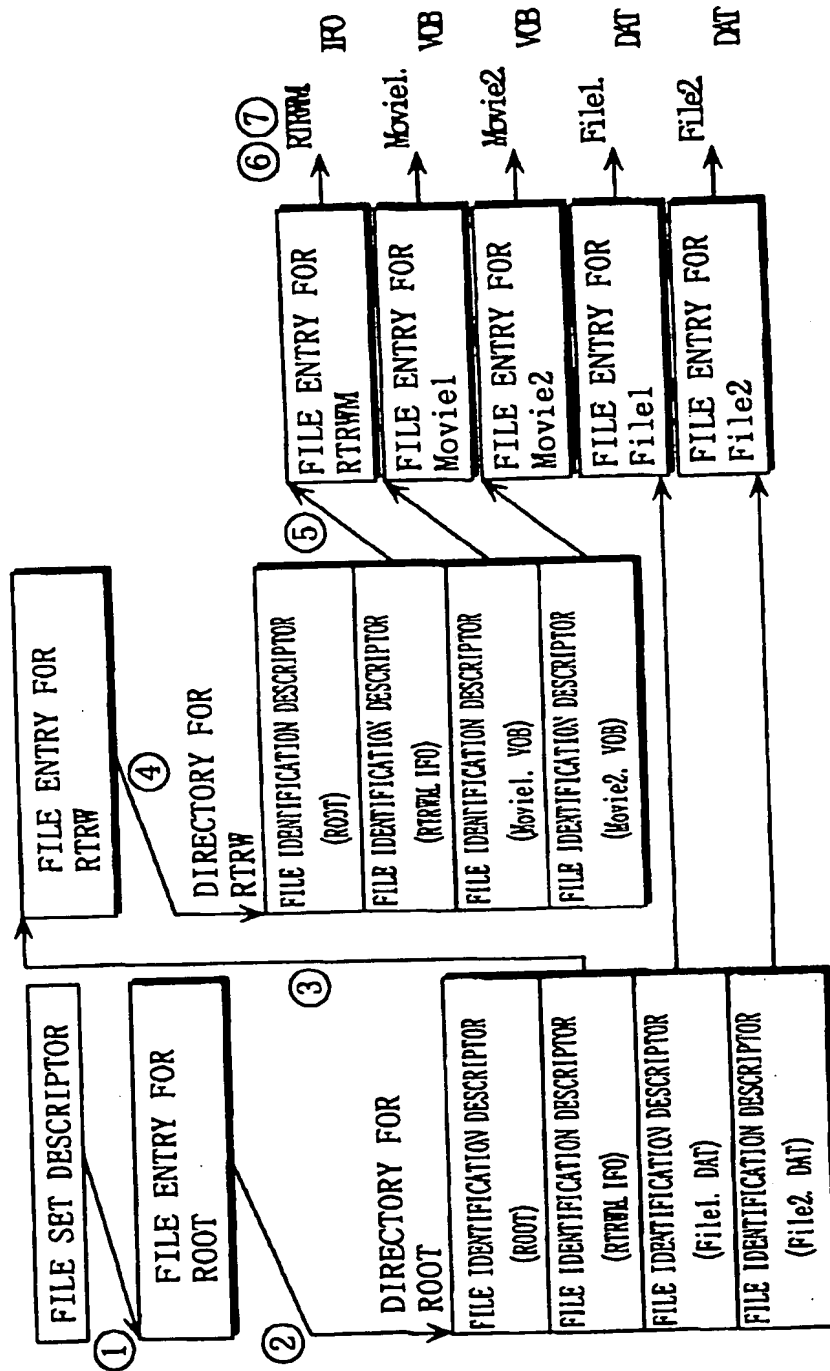 FILE SET DESCRIPTOR
①
FILE ENTRY FOR
ROOT
②
DIRECTORY FOR
ROOT
FILE IDENTIFICATION DESCRIPTOR
(ROOT)
FILE IDENTIFICATION DESCRIPTOR
(RTRWM. IFO)
FILE IDENTIFICATION DESCRIPTOR
(File1. DAT)
FILE IDENTIFICATION DESCRIPTOR
(File2. DAT)
③
FILE ENTRY FOR
RTRW
④
DIRECTORY FOR
RTRW
FILE IDENTIFICATION DESCRIPTOR
(ROOT)
FILE IDENTIFICATION DESCRIPTOR
(RTRWM. IFO)
FILE IDENTIFICATION DESCRIPTOR
(Movie1. VOB)
FILE IDENTIFICATION DESCRIPTOR
(Movie2. VOB)
⑤
FILE ENTRY FOR
RTRWM
FILE ENTRY FOR
Movie1
FILE ENTRY FOR
Movie2
FILE ENTRY FOR
File1
FILE ENTRY FOR
File2
⑥ ⑦
RTRWM IFO
Movie1. VOB
Movie2. VOB
File1. DAT
File2. DAT